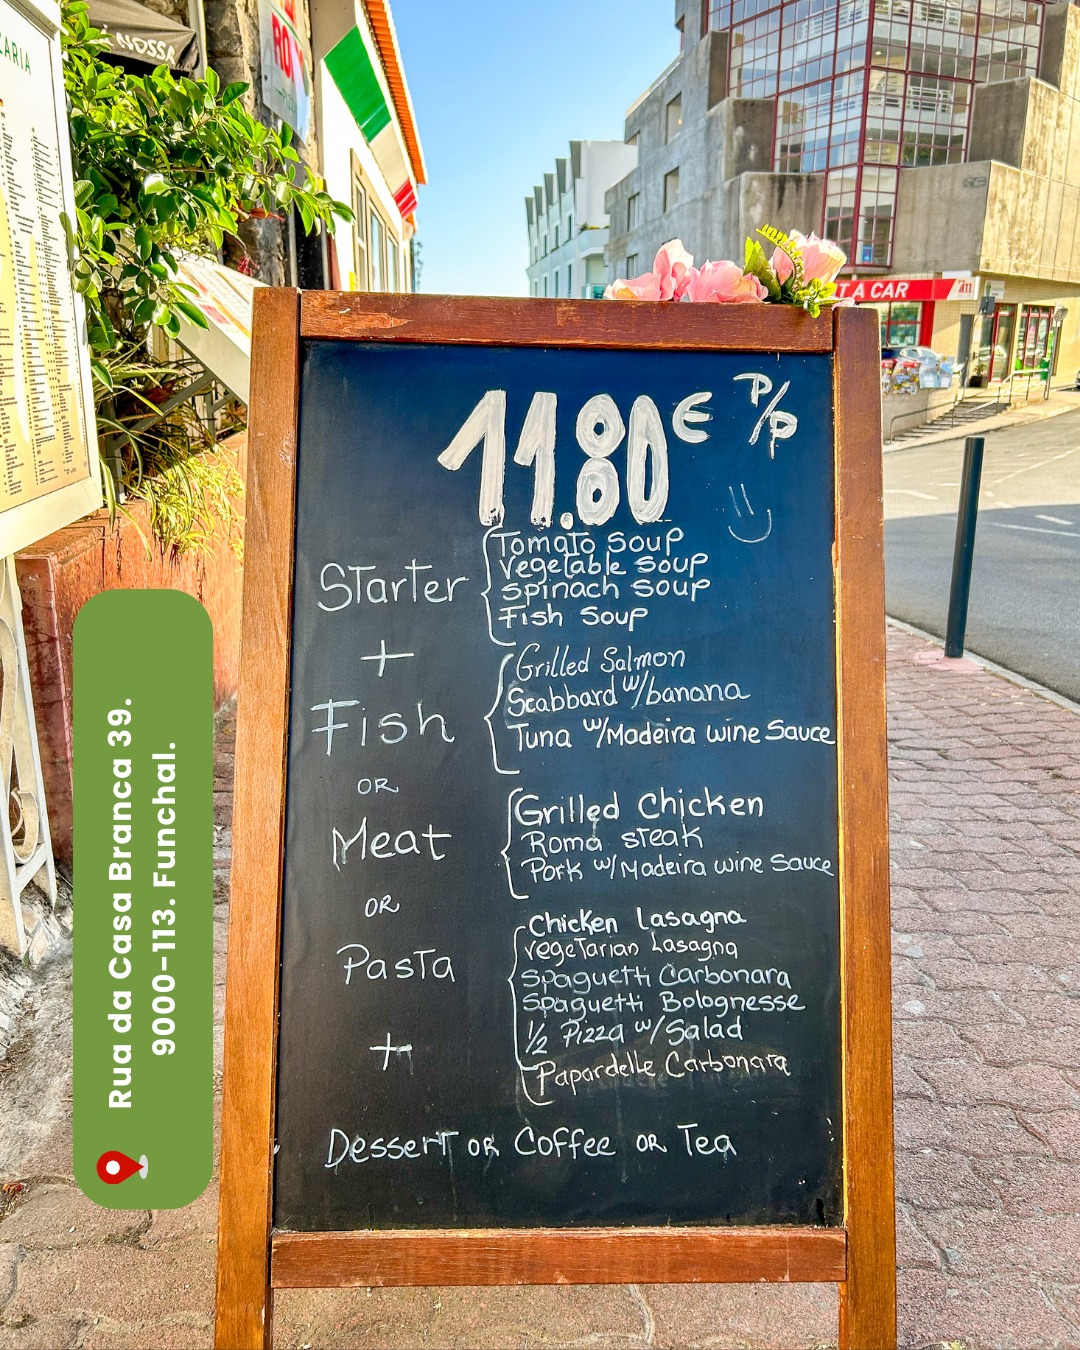 NOSSA
ZARIA
RO
T A CAR
7m
11.80€ P/P
Starter
Tomato soup
vegetable soup
spinach soup
Fish soup
+
Fish
Grilled Salmon
Scabbard w/banana
Tuna w/Madeira wine Sauce
OR
Meat
Grilled Chicken
Roma steak
Pork w/Madeira wine Sauce
OR
Pasta
Chicken Lasagna
vegetarian Lasagna
Spaguetti Carbonara
Spaguetti Bolognesse
1/2 Pizza w/Salad
Papardelle Carbonara
+
Dessert OR Coffee OR Tea
Rua da Casa Branca 39.
9000-113. Funchal.